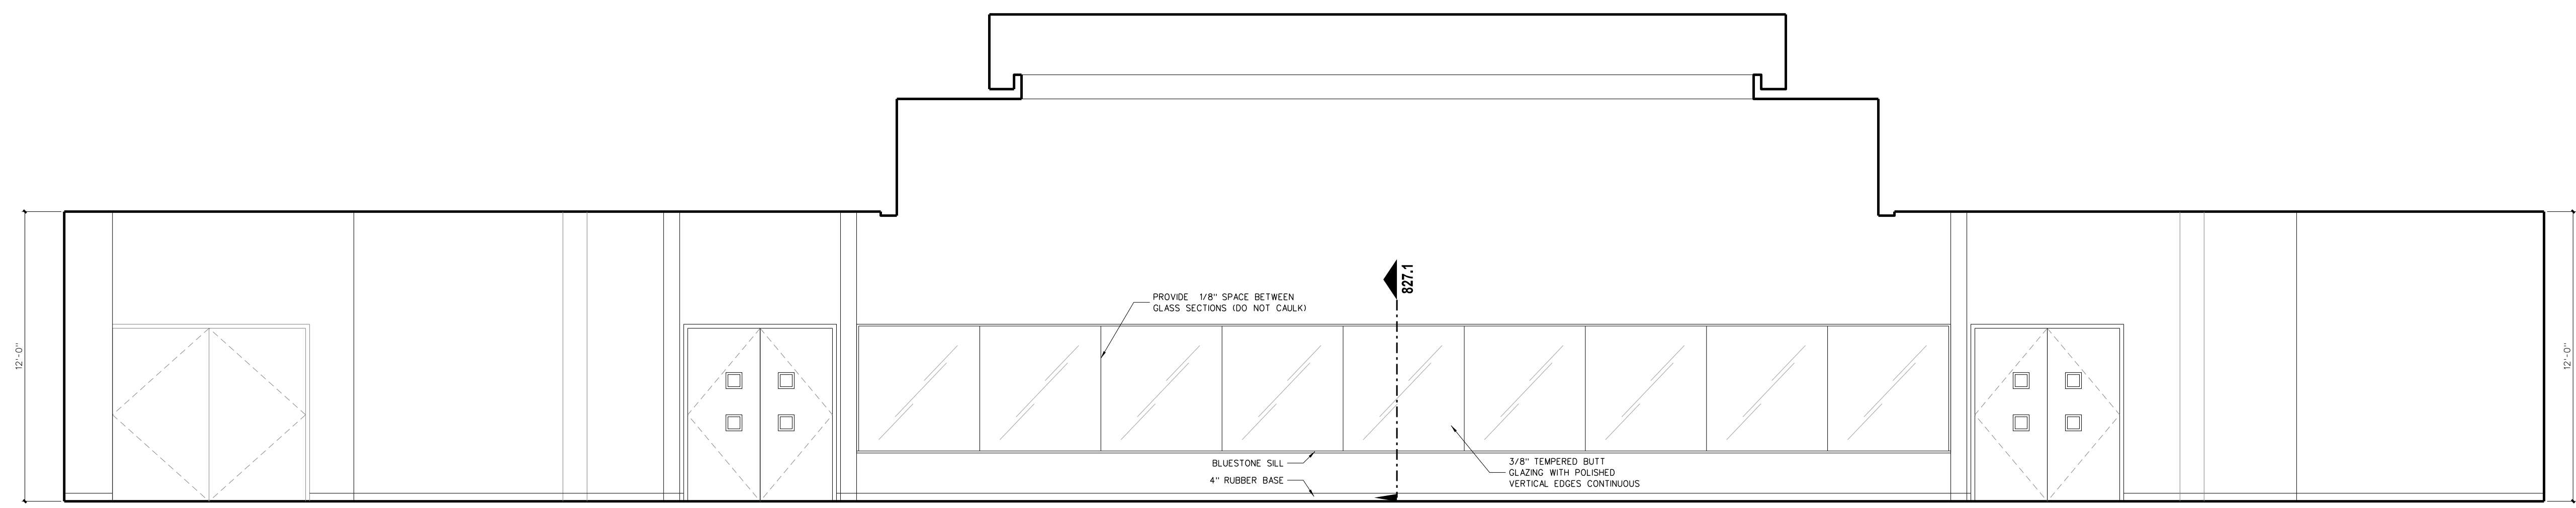 827.1
PROVIDE 1/8" SPACE BETWEEN
GLASS SECTIONS (DO NOT CAULK)
12'-0"
12'-0"
BLUESTONE SILL
3/8" TEMPERED BUTT
GLAZING WITH POLISHED
VERTICAL EDGES CONTINUOUS
4" RUBBER BASE